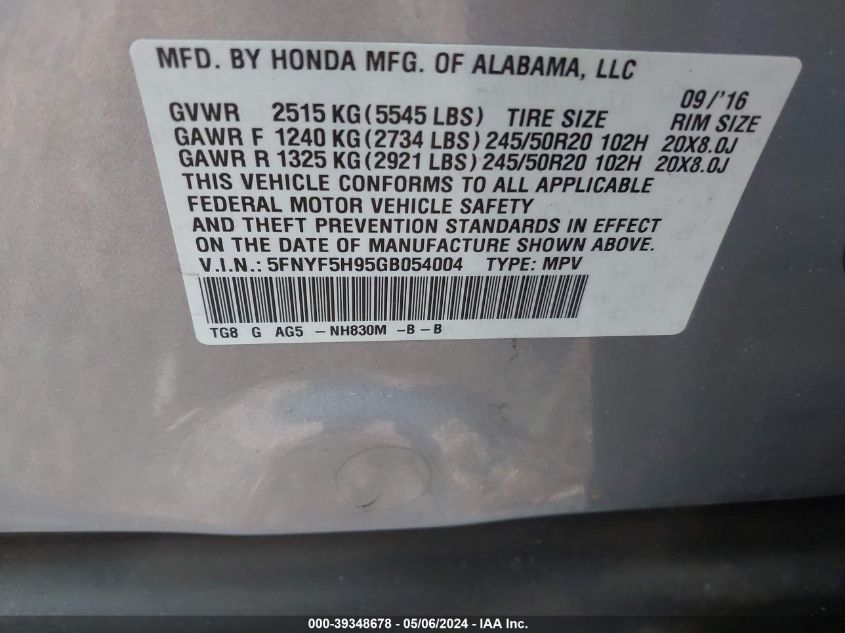 MFD. BY HONDA MFG. OF ALABAMA, LLC
09/'16
GVWR 2515 KG (5545 LBS) TIRE SIZE RIM SIZE
GAWR F 1240 KG (2734 LBS) 245/50R20 102H 20X8.0J
GAWR R 1325 KG (2921 LBS) 245/50R20 102H 20X8.0J
THIS VEHICLE CONFORMS TO ALL APPLICABLE
FEDERAL MOTOR VEHICLE SAFETY
AND THEFT PREVENTION STANDARDS IN EFFECT
ON THE DATE OF MANUFACTURE SHOWN ABOVE.
V.I.N.: 5FNYF5H95GB054004 TYPE: MPV
TG8 G AG5 -NH830M -B-B
000-39348678 - 05/06/2024 - IAA Inc.